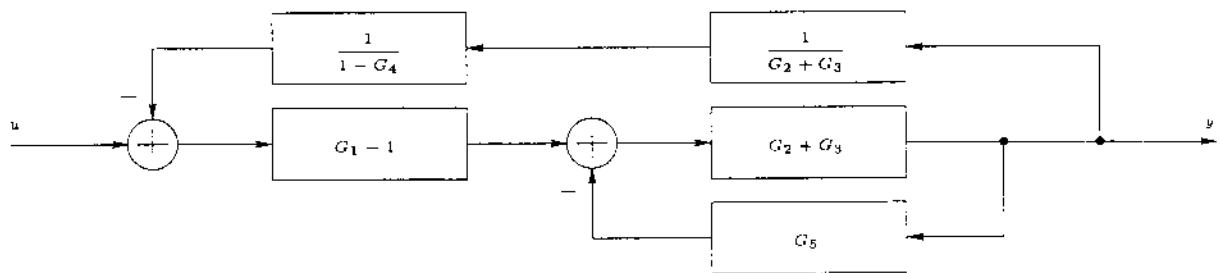 1
1 − G₄
1
G₂ + G₃
−
u
+
G₁ − 1
+
G₂ + G₃
y
−
G₅